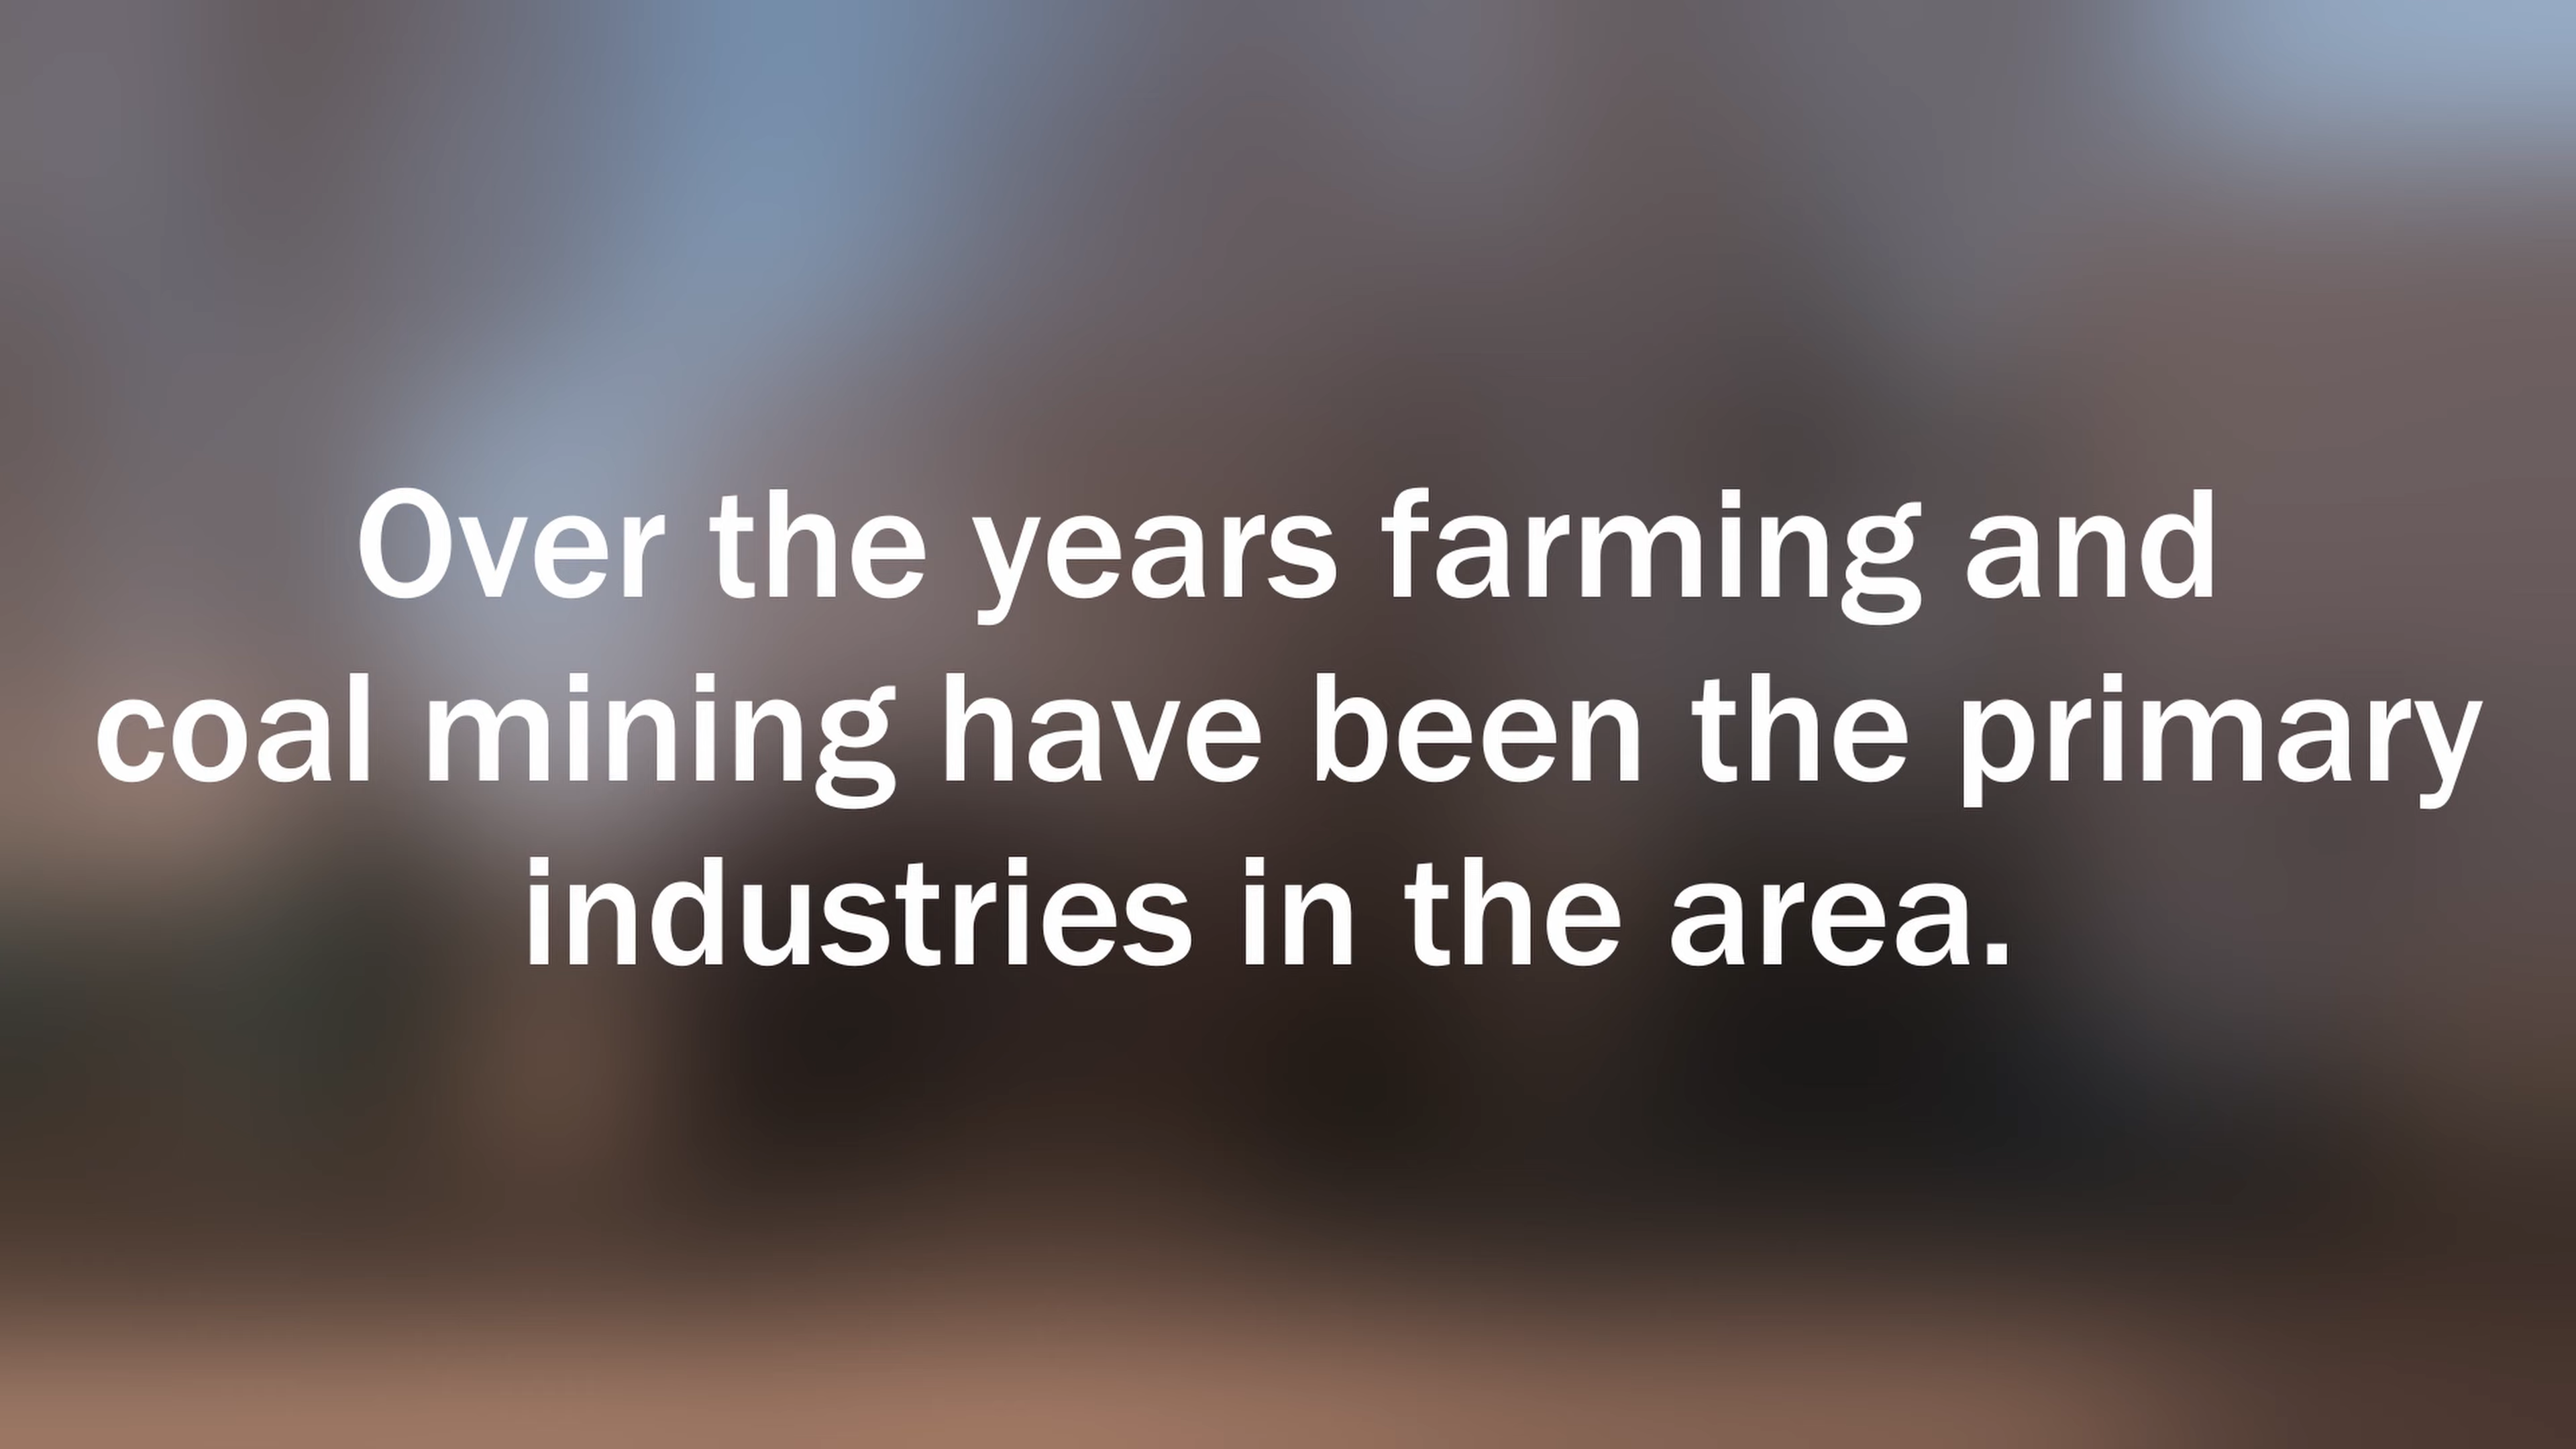 Over the years farming and
coal mining have been the primary
industries in the area.